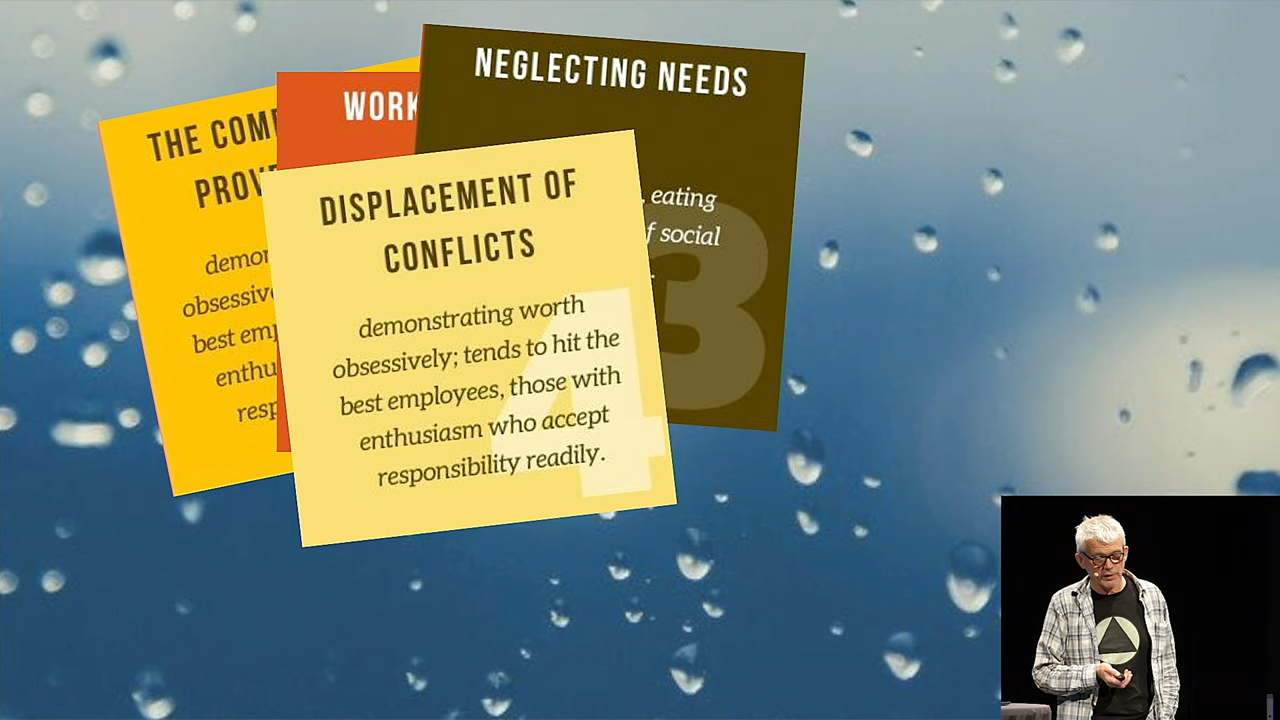 THE COM
PROV
demon
obsessive
best emp
enthu
resp
WORK
NEGLECTING NEEDS
, eating
f social
.
3
DISPLACEMENT OF
CONFLICTS
demonstrating worth
obsessively; tends to hit the
best employees, those with
enthusiasm who accept
responsibility readily.
4